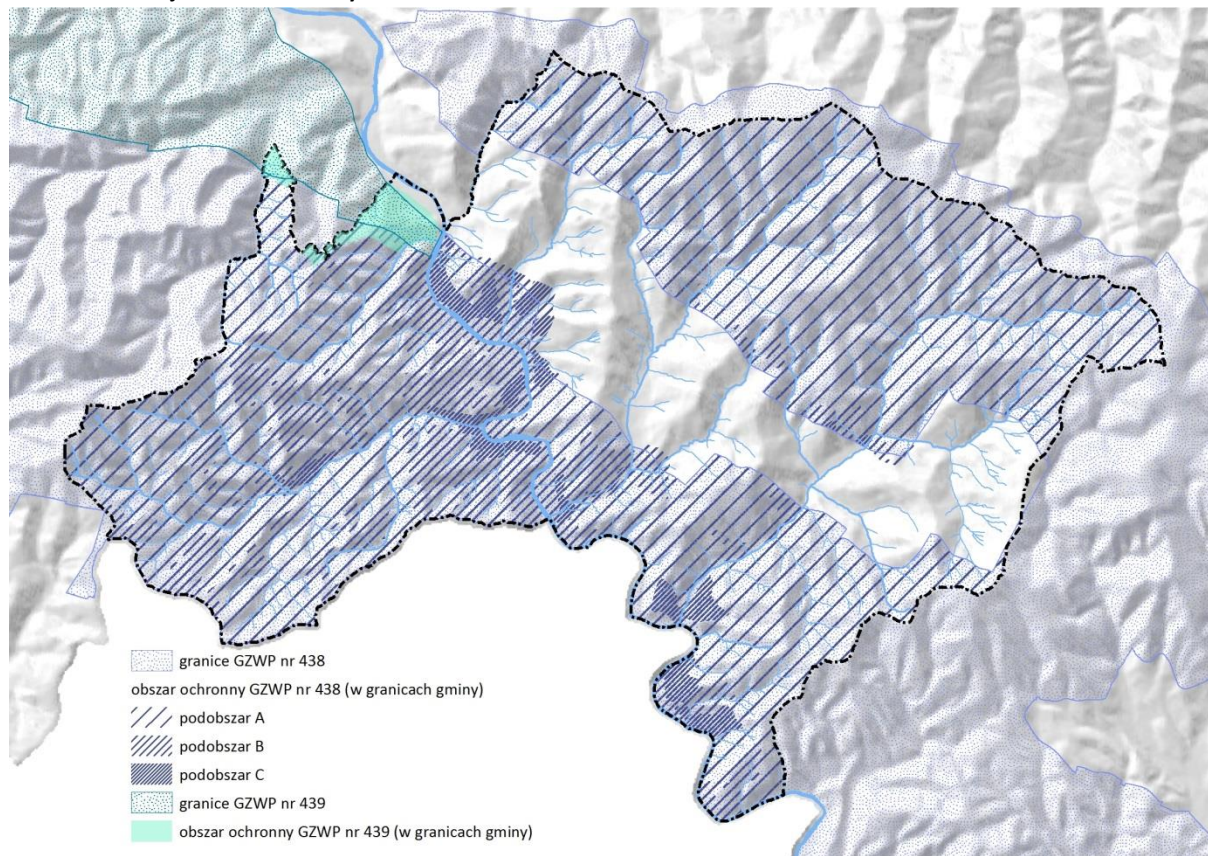 granice GZWP nr 438
obszar ochronny GZWP nr 438 (w granicach gminy)
podobszar A
podobszar B
podobszar C
granice GZWP nr 439
obszar ochronny GZWP nr 439 (w granicach gminy)